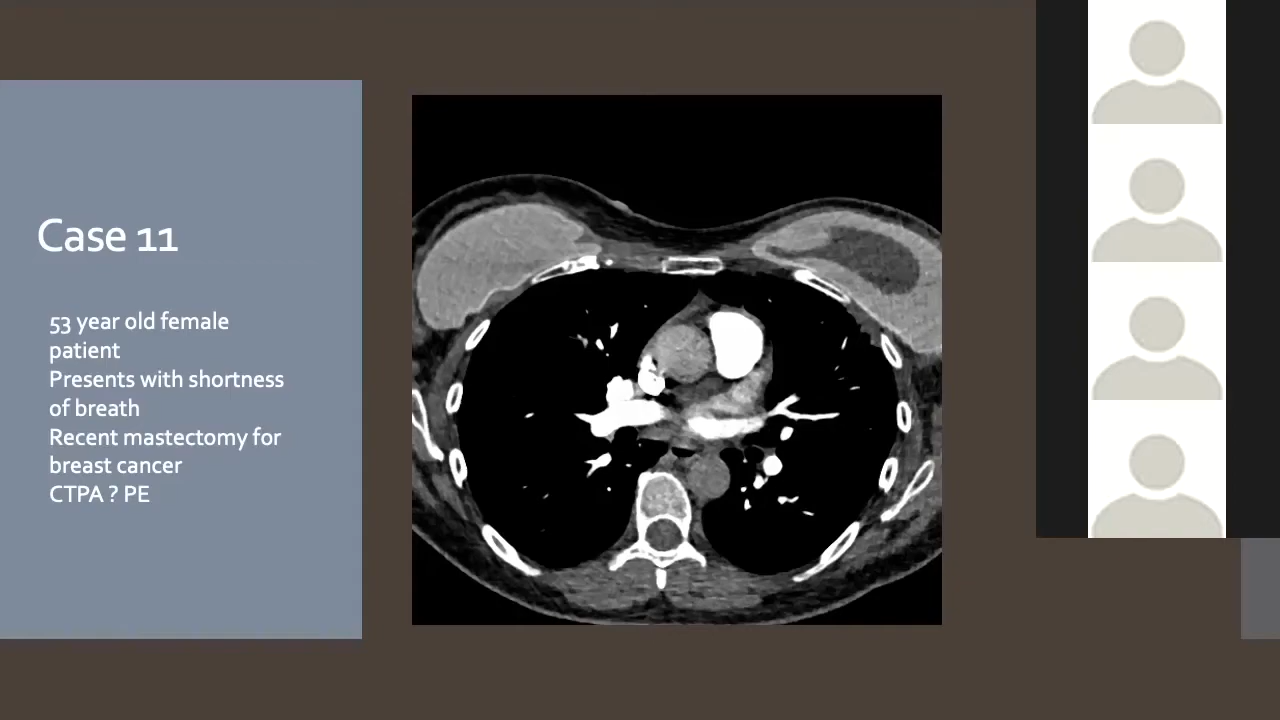 Case 11
53 year old female
patient
Presents with shortness
of breath
Recent mastectomy for
breast cancer
CTPA ? PE